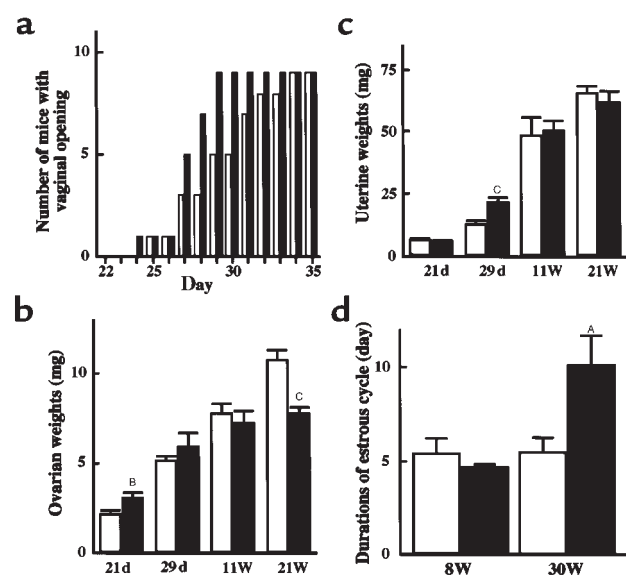 a
Number of mice with
vaginal opening
10
5
0
22 25 30 35
Day
c
Uterine weights (mg)
75
50
25
0
C
21d 29d 11W 21W
b
Ovarian weights (mg)
10
5
0
B
C
21d 29d 11W 21W
d
Durations of estrous cycle (day)
10
5
0
A
8W 30W